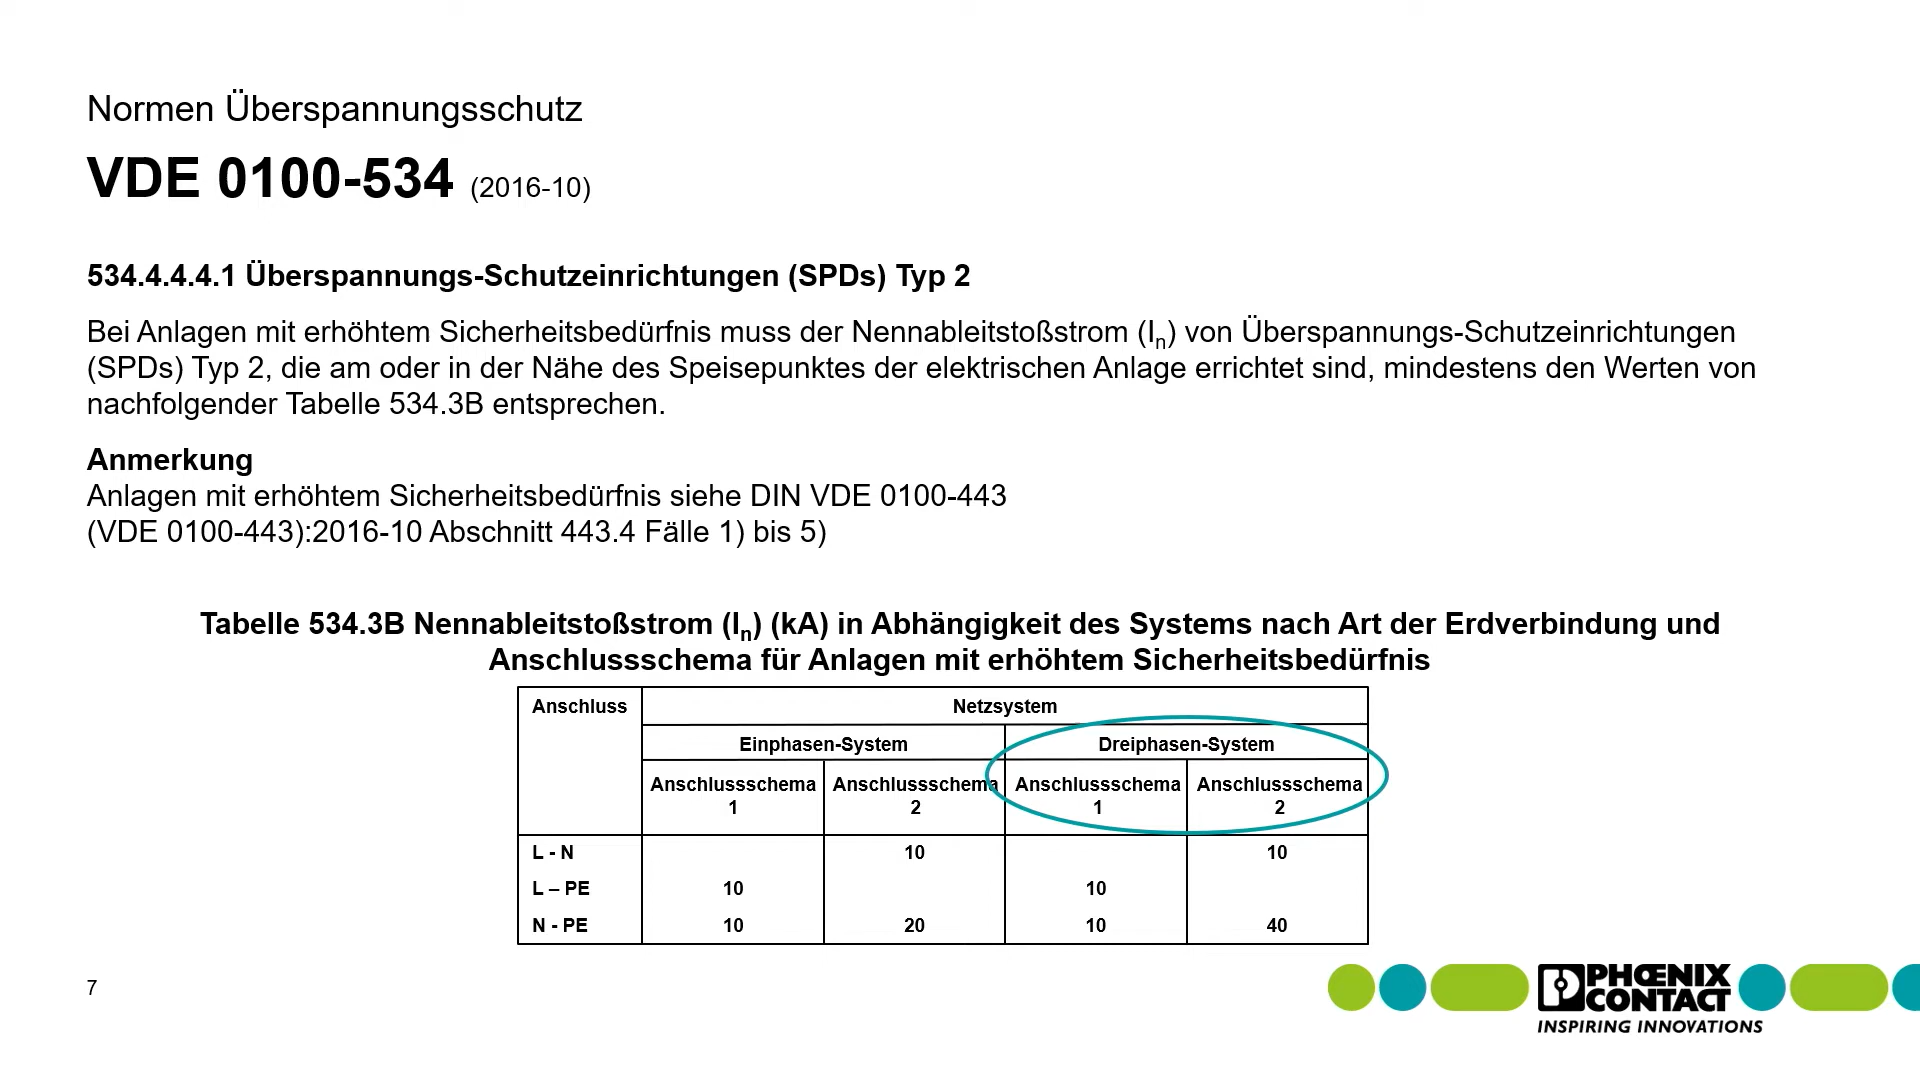 Normen Überspannungsschutz
VDE 0100-534 (2016-10)
534.4.4.4.1 Überspannungs-Schutzeinrichtungen (SPDs) Typ 2
Bei Anlagen mit erhöhtem Sicherheitsbedürfnis muss der Nennableitstoßstrom (In) von Überspannungs-Schutzeinrichtungen
(SPDs) Typ 2, die am oder in der Nähe des Speisepunktes der elektrischen Anlage errichtet sind, mindestens den Werten von
nachfolgender Tabelle 534.3B entsprechen.
Anmerkung
Anlagen mit erhöhtem Sicherheitsbedürfnis siehe DIN VDE 0100-443
(VDE 0100-443):2016-10 Abschnitt 443.4 Fälle 1) bis 5)
Tabelle 534.3B Nennableitstoßstrom (In) (kA) in Abhängigkeit des Systems nach Art der Erdverbindung und
Anschlussschema für Anlagen mit erhöhtem Sicherheitsbedürfnis
Anschluss Netzsystem
Einphasen-System Dreiphasen-System
Anschlussschema Anschlussschema Anschlussschema Anschlussschema
1 2 1 2
L - N 10 10
L – PE 10 10
N - PE 10 20 10 40
7
PHŒNIX
CONTACT
INSPIRING INNOVATIONS